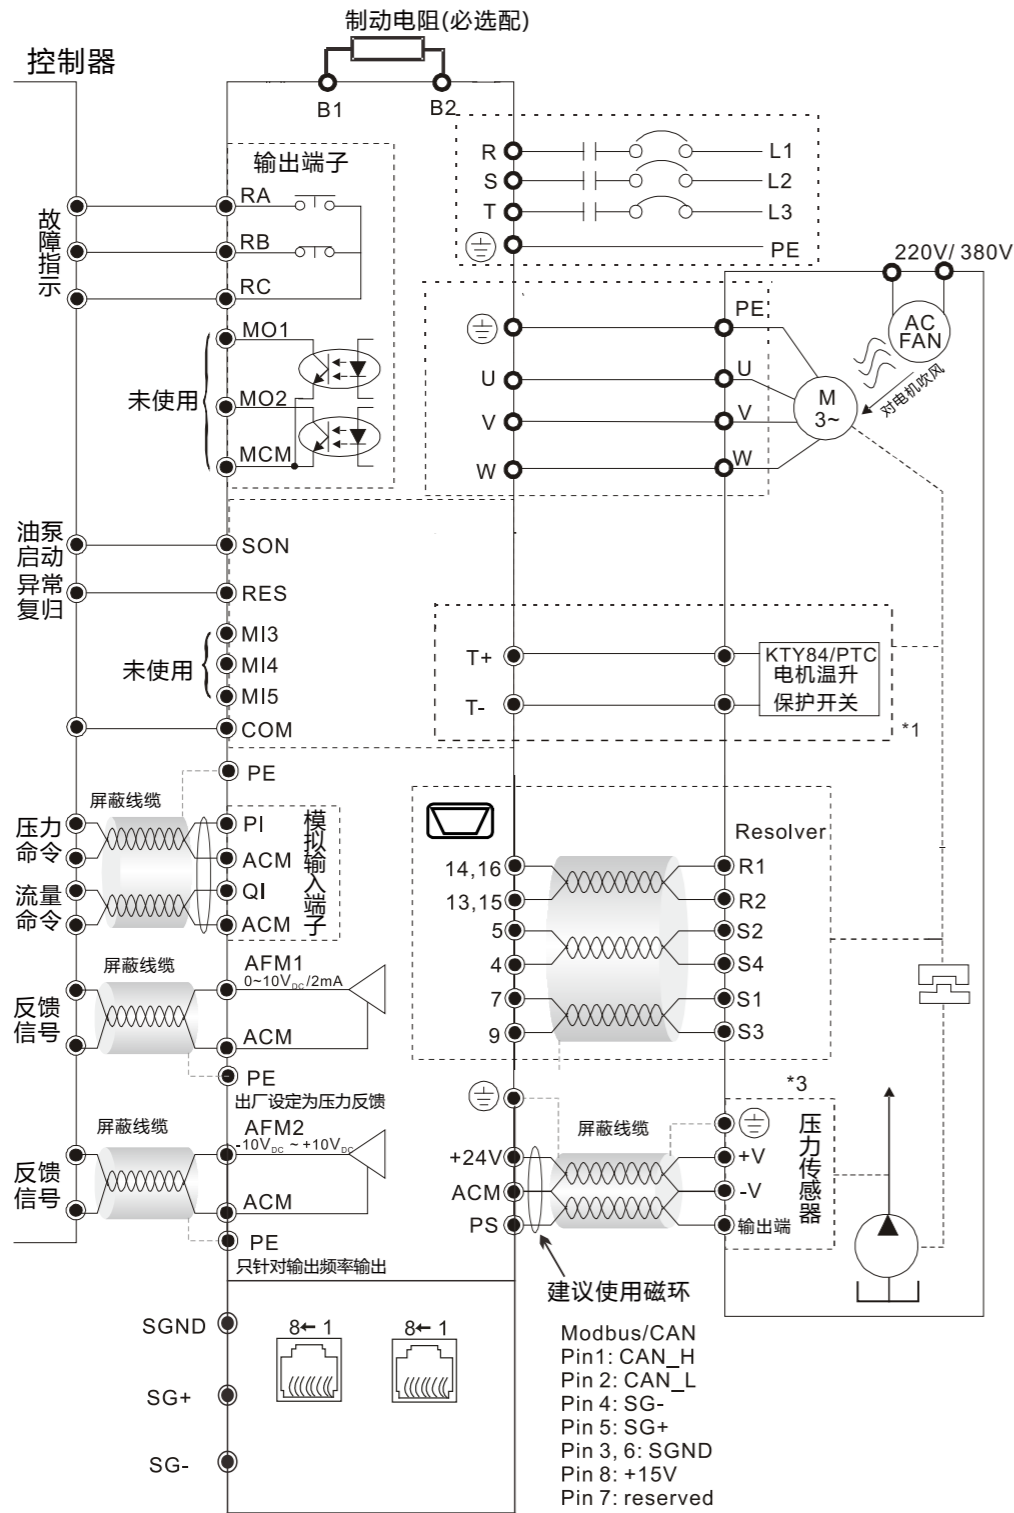 制动电阻(必选配)
控制器
B1
B2
输出端子
RA
RB
RC
故障指示
MO1
MO2
MCM
未使用
R
S
T
L1
L2
L3
PE
220V/ 380V
AC
FAN
对电机吹风
PE
U
U
V
V
W
W
M
3~
油泵
启动
SON
异常
复归
RES
MI3
MI4
MI5
未使用
COM
T+
T-
KTY84/PTC
电机温升
保护开关
*1
PE
屏蔽线缆
压力
命令
流量
命令
PI
ACM
QI
ACM
模拟输入端子
Resolver
14,16
13,15
5
4
7
9
R1
R2
S2
S4
S1
S3
屏蔽线缆
反馈
信号
AFM1
0~10VDC/2mA
ACM
PE
出厂设定为压力反馈
屏蔽线缆
反馈
信号
AFM2
-10VDC ~ +10VDC
ACM
PE
只针对输出频率输出
*3
屏蔽线缆
+24V
ACM
PS
+V
-V
输出端
压力传感器
建议使用磁环
SGND
SG+
SG-
8← 1
8← 1
Modbus/CAN
Pin1: CAN_H
Pin 2: CAN_L
Pin 4: SG-
Pin 5: SG+
Pin 3, 6: SGND
Pin 8: +15V
Pin 7: reserved